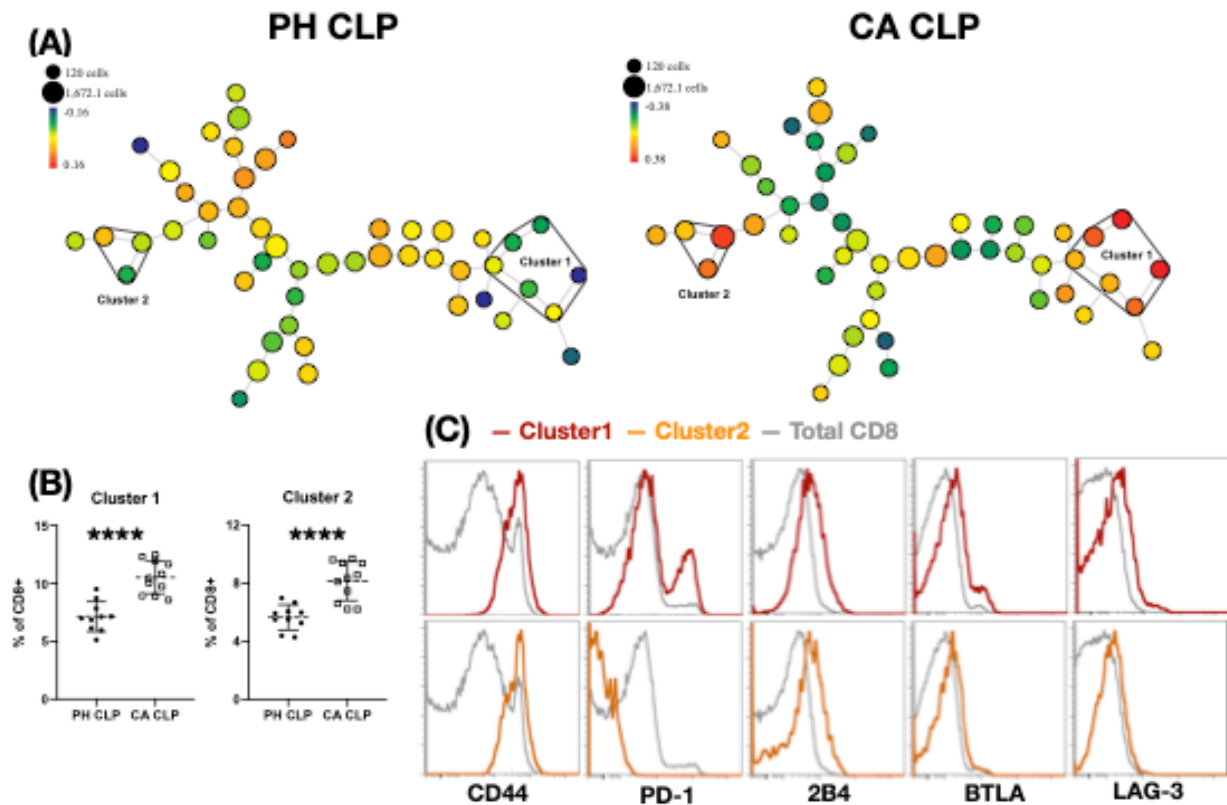 PH CLP
CA CLP
(A)
120 cells
1,672.1 cells
-0.16
0.16
Cluster 1
Cluster 2
120 cells
1,672.1 cells
-0.38
0.38
Cluster 1
Cluster 2
(B)
Cluster 1
****
% of CD8+
15
10
5
0
PH CLP
CA CLP
Cluster 2
****
% of CD8+
12
8
4
0
PH CLP
CA CLP
(C)
Cluster1
Cluster2
Total CD8
CD44
PD-1
2B4
BTLA
LAG-3